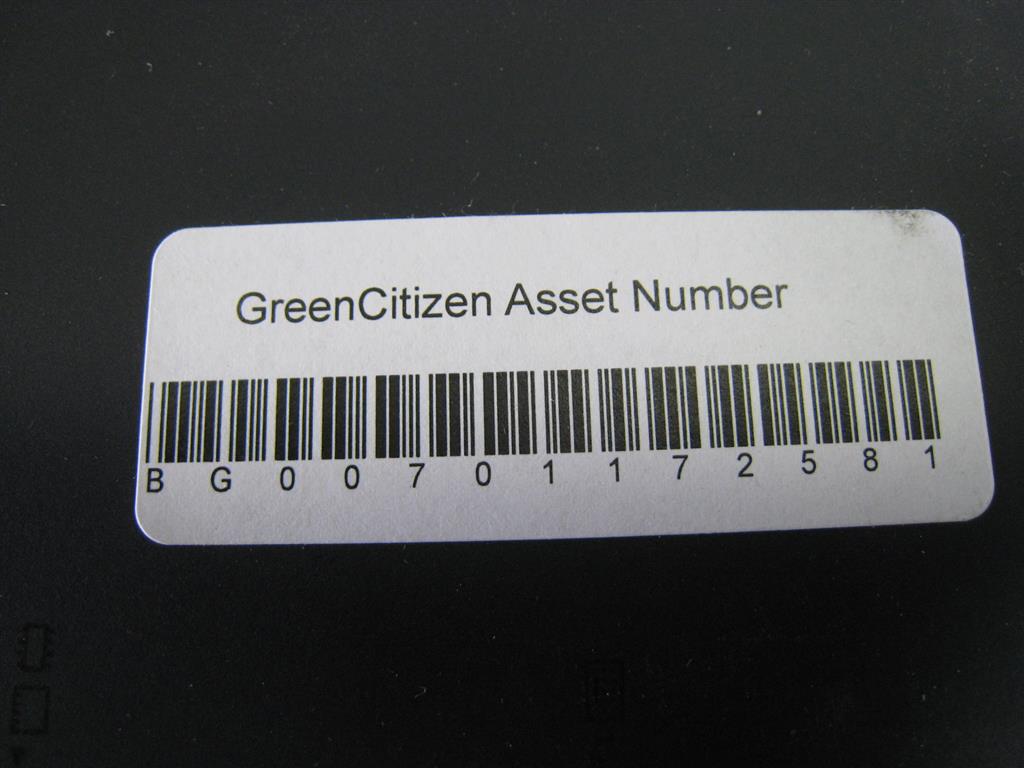 GreenCitizen Asset Number
B G 0 0 7 0 1 1 7 2 5 8 1